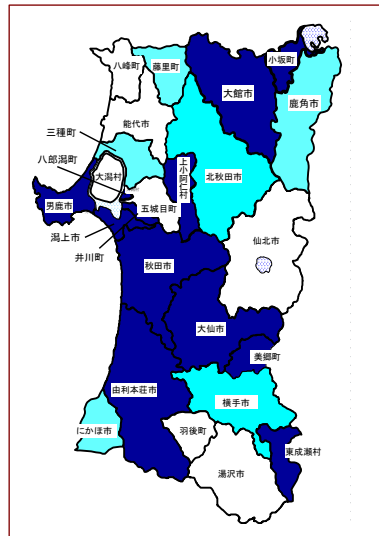 八峰町
藤里町
小坂町
大館市
鹿角市
能代市
三種町
八郎潟町
大潟村
上小阿仁村
北秋田市
男鹿市
五城目町
潟上市
井川町
仙北市
秋田市
大仙市
美郷町
由利本荘市
横手市
にかほ市
羽後町
東成瀬村
湯沢市